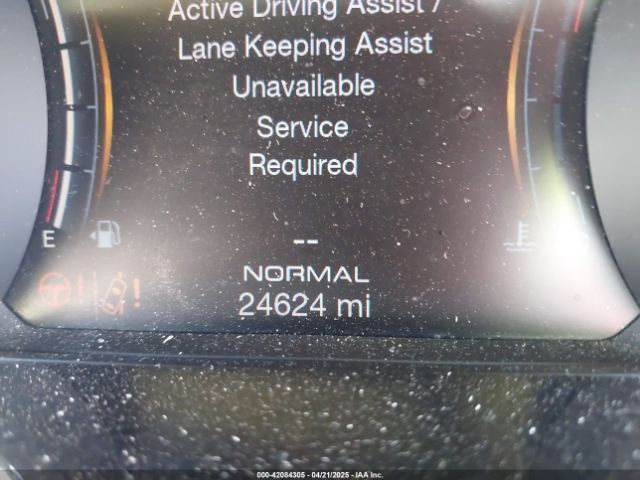 Active Driving Assist /
Lane Keeping Assist
Unavailable
Service
Required
E
--
NORMAL
24624 mi
000-42084305 - 04/21/2025 - IAA Inc.